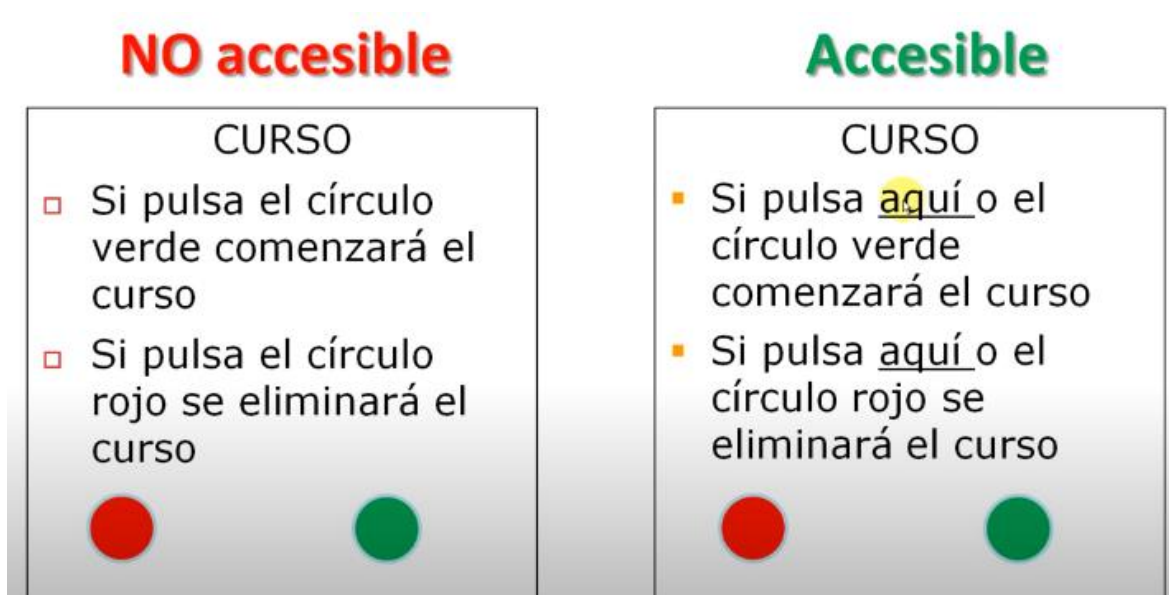 NO accesible
CURSO
Si pulsa el círculo
verde comenzará el
curso
Si pulsa el círculo
rojo se eliminará el
curso
Accesible
CURSO
Si pulsa aquí o el
círculo verde
comenzará el curso
Si pulsa aquí o el
círculo rojo se
eliminará el curso